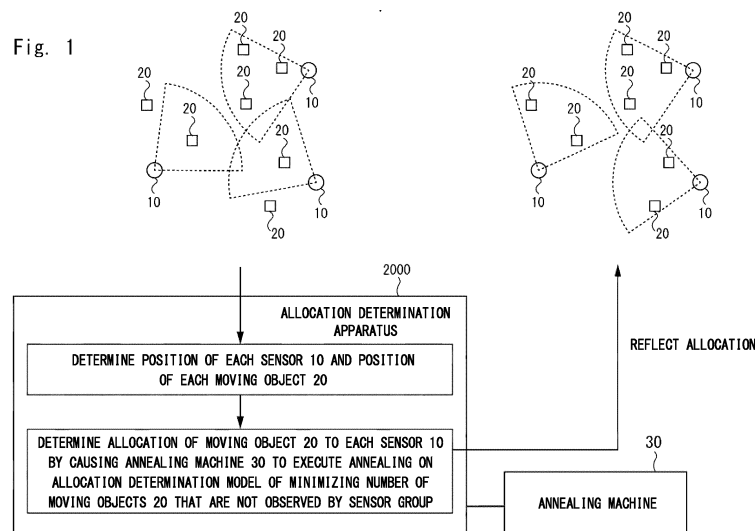 Fig. 1
20
20
20
20
20
20
20
10
10
10
20
20
20
20
20
20
20
10
10
10
2000
ALLOCATION DETERMINATION
APPARATUS
DETERMINE POSITION OF EACH SENSOR 10 AND POSITION
OF EACH MOVING OBJECT 20
DETERMINE ALLOCATION OF MOVING OBJECT 20 TO EACH SENSOR 10
BY CAUSING ANNEALING MACHINE 30 TO EXECUTE ANNEALING ON
ALLOCATION DETERMINATION MODEL OF MINIMIZING NUMBER OF
MOVING OBJECTS 20 THAT ARE NOT OBSERVED BY SENSOR GROUP
REFLECT ALLOCATION
30
ANNEALING MACHINE